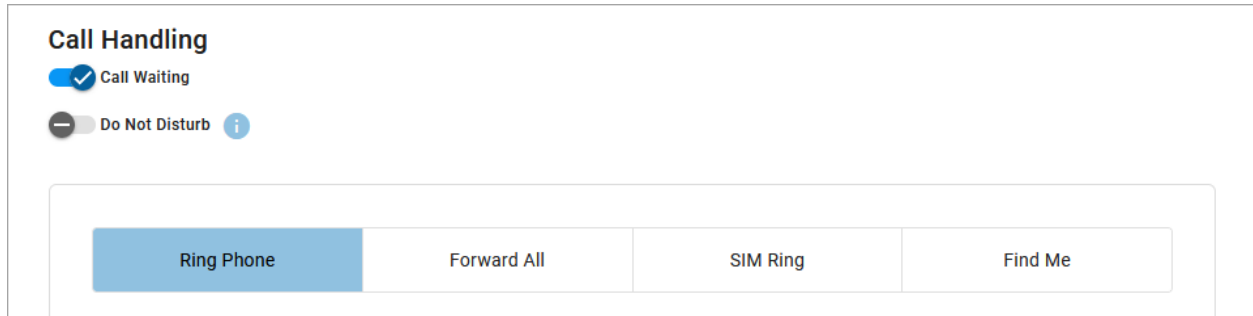 Call Handling
Call Waiting
Do Not Disturb i
Ring Phone Forward All SIM Ring Find Me